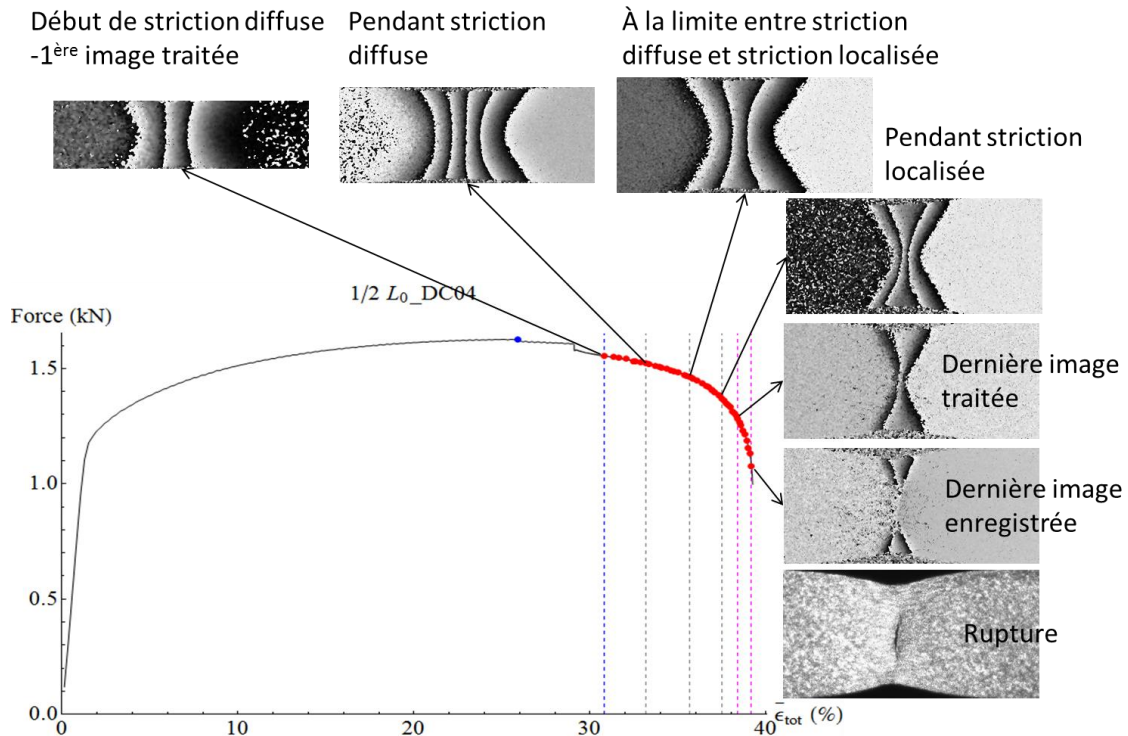 Début de striction diffuse
-1ère image traitée
Pendant striction
diffuse
À la limite entre striction
diffuse et striction localisée
Pendant striction
localisée
1/2 L₀_DC04
Force (kN)
1.5
1.0
0.5
0.0
0
10
20
30
40
ε̄tot (%)
Dernière image
traitée
Dernière image
enregistrée
Rupture